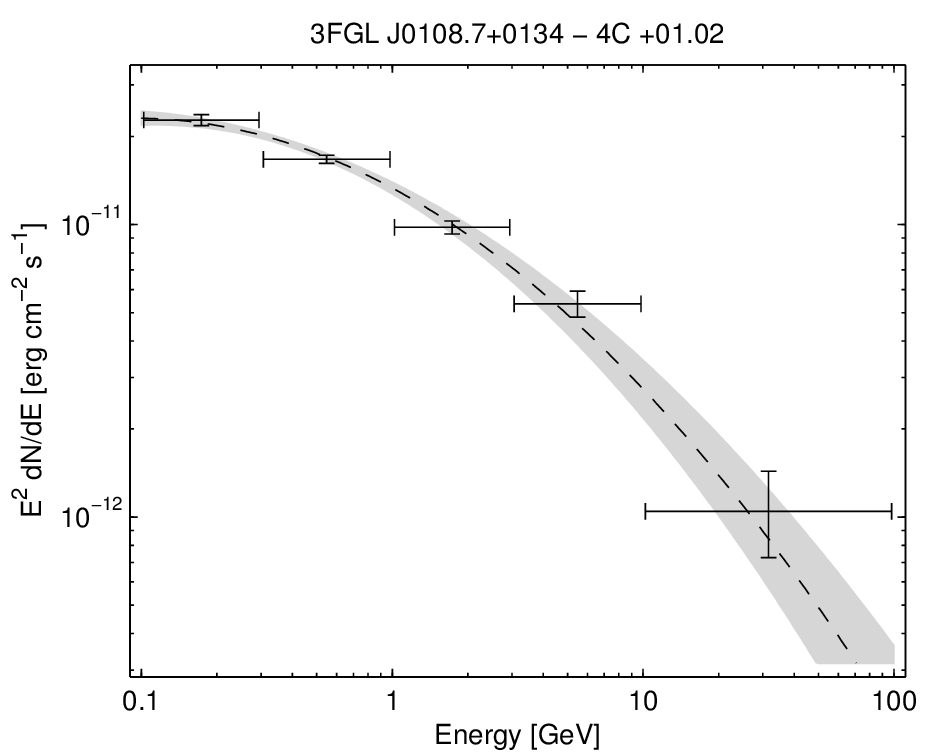 3FGL J0108.7+0134 − 4C +01.02
E² dN/dE [erg cm⁻² s⁻¹]
10⁻¹¹
10⁻¹²
0.1 1 10 100
Energy [GeV]